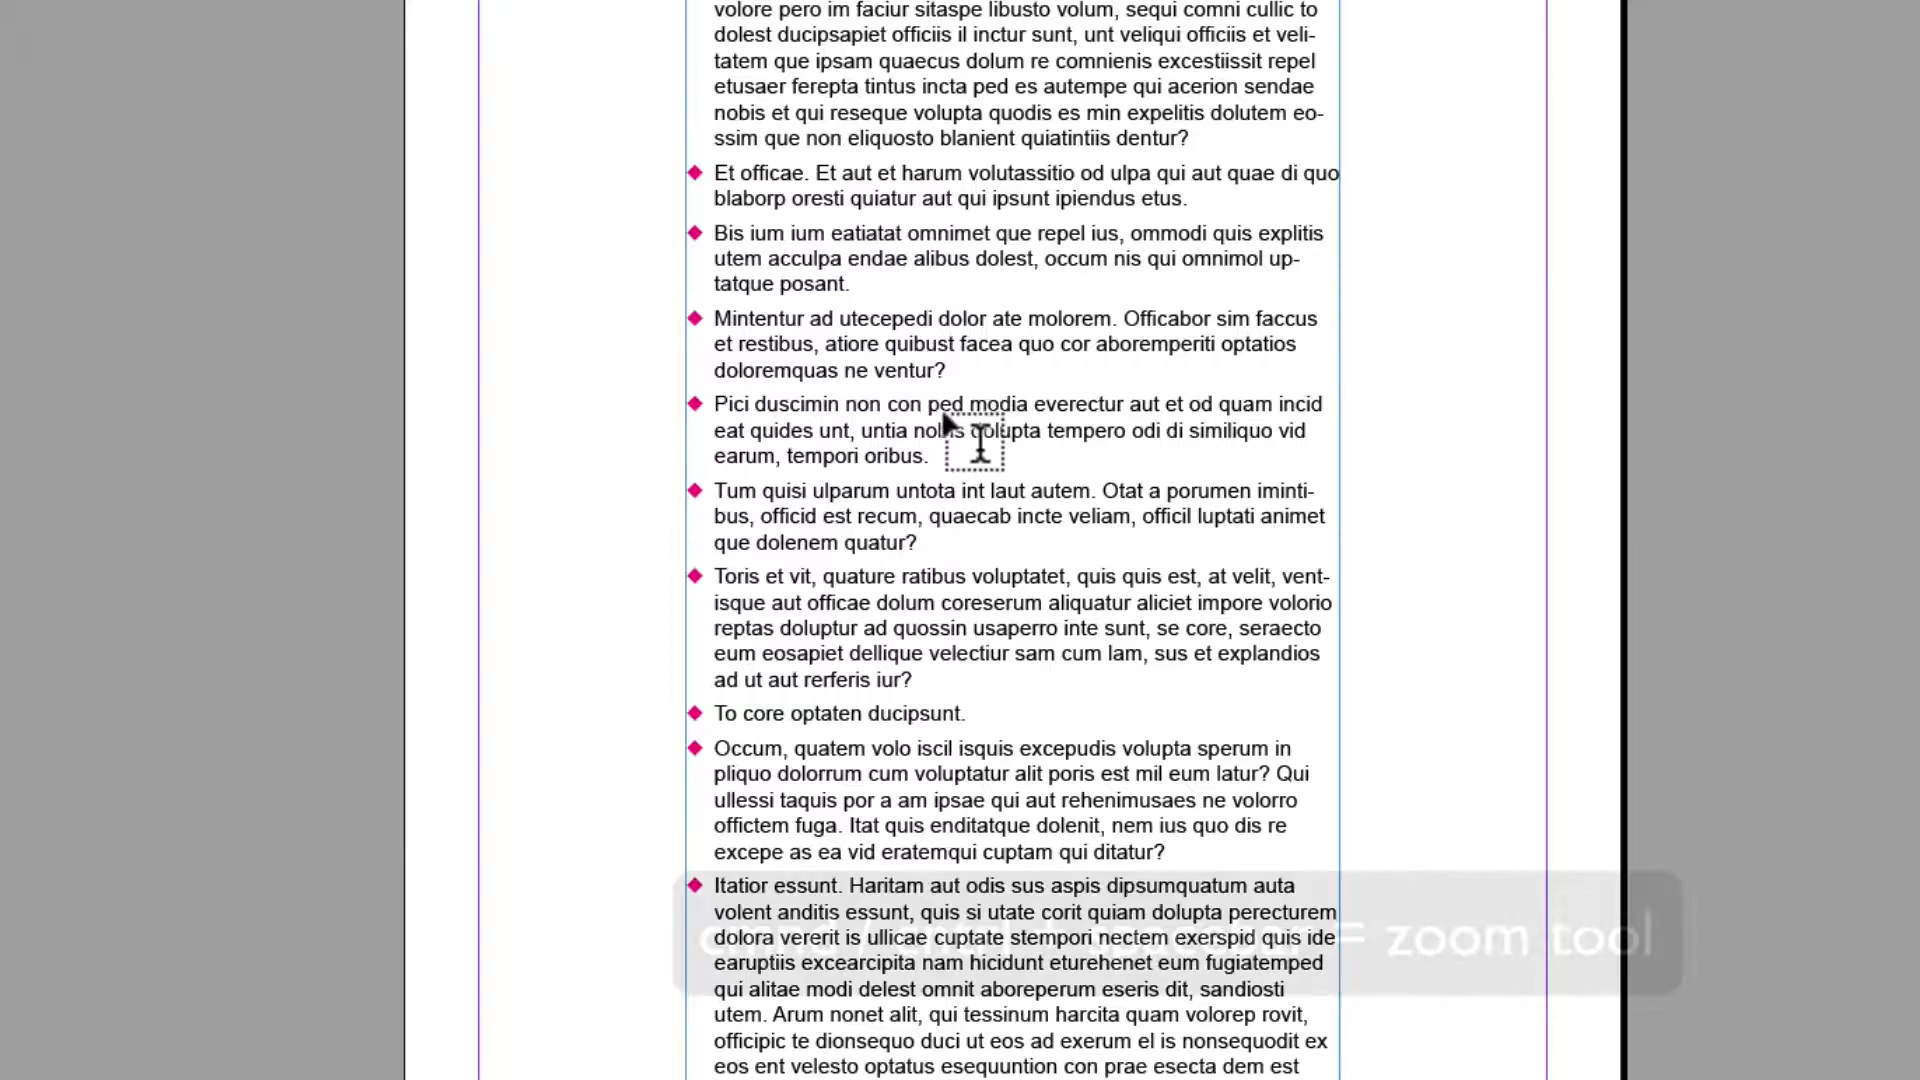 volore pero im faciur sitaspe libusto volum, sequi comni cullic to
dolest ducipsapiet officiis il inctur sunt, unt veliqui officiis et veli-
tatem que ipsam quaecus dolum re comnienis excestiissit repel
etusaer ferepta tintus incta ped es autempe qui acerion sendae
nobis et qui reseque volupta quodis es min expelitis dolutem eo-
ssim que non eliquosto blanient quiatintiis dentur?
Et officae. Et aut et harum volutassitio od ulpa qui aut quae di quo
blaborp oresti quiatur aut qui ipsunt ipiendus etus.
Bis ium ium eatiatat omnimet que repel ius, ommodi quis explitis
utem acculpa endae alibus dolest, occum nis qui omnimol up-
tatque posant.
Mintentur ad utecepedi dolor ate molorem. Officabor sim faccus
et restibus, atiore quibust facea quo cor aboremperiti optatios
doloremquas ne ventur?
Pici duscimin non con ped modia everectur aut et od quam incid
eat quides unt, untia nobis dolupta tempero odi di similiquo vid
earum, tempori oribus.
Tum quisi ulparum untota int laut autem. Otat a porumen iminti-
bus, officid est recum, quaecab incte veliam, officil luptati animet
que dolenem quatur?
Toris et vit, quature ratibus voluptatet, quis quis est, at velit, vent-
isque aut officae dolum coreserum aliquatur aliciet impore volorio
reptas doluptur ad quossin usaperro inte sunt, se core, seraecto
eum eosapiet dellique velectiur sam cum lam, sus et explandios
ad ut aut rerferis iur?
To core optaten ducipsunt.
Occum, quatem volo iscil isquis excepudis volupta sperum in
pliquo dolorrum cum voluptatur alit poris est mil eum latur? Qui
ullessi taquis por a am ipsae qui aut rehenimusaes ne volorro
offictem fuga. Itat quis enditatque dolenit, nem ius quo dis re
excepe as ea vid eratemqui cuptam qui ditatur?
Itatior essunt. Haritam aut odis sus aspis dipsumquatum auta
volent anditis essunt, quis si utate corit quiam dolupta perecturem
dolora vererit is ullicae cuptate stempori nectem exerspid quis ide
cmnd / cntrl + spacebar = zoom tool
earuptiis excearcipita nam hicidunt eturehenet eum fugiatemped
qui alitae modi delest omnit aboreperum eseris dit, sandiosti
utem. Arum nonet alit, qui tessinum harcita quam volorep rovit,
officipic te dionsequo duci ut eos ad exerum el is nonsequodit ex
eos ent velesto optatus esequuntion con prae esecta dem est